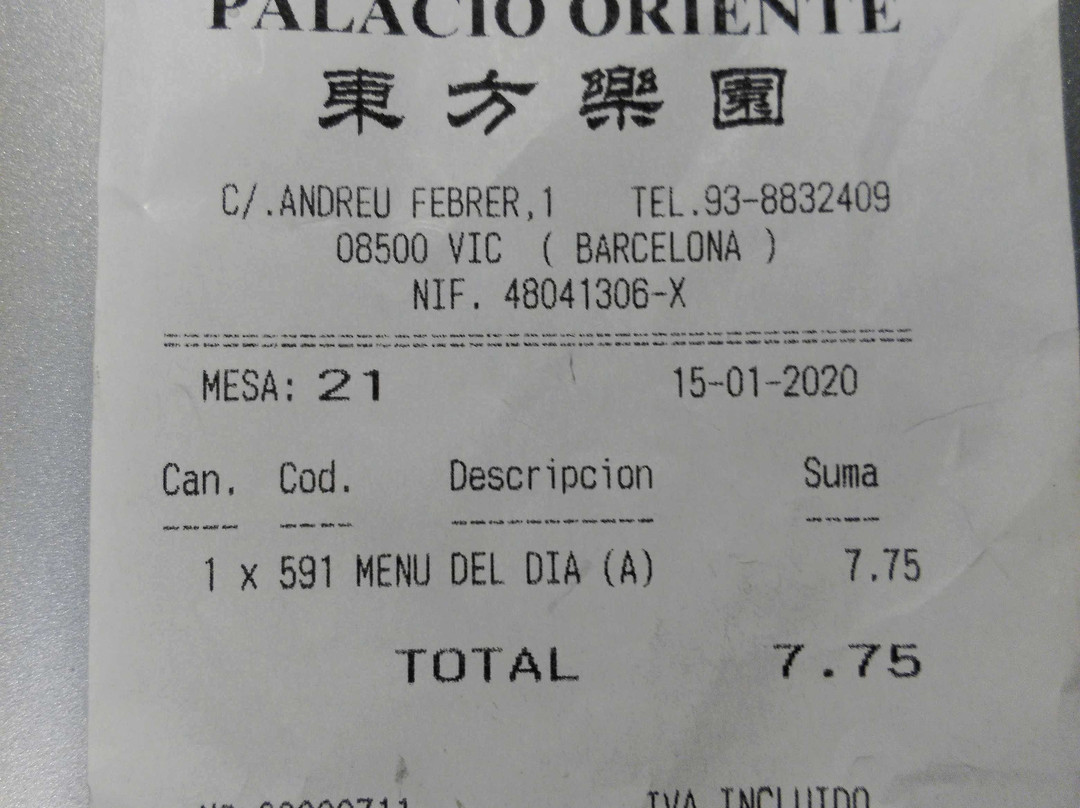 PALACIO ORIENTE
東方樂園
C/.ANDREU FEBRER,1 TEL.93-8832409
08500 VIC ( BARCELONA )
NIF. 48041306-X
MESA: 21 15-01-2020
Can. Cod. Descripcion Suma
1 x 591 MENU DEL DIA (A) 7.75
TOTAL 7.75
IVA INCLUIDO